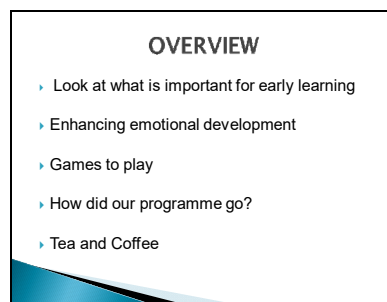 OVERVIEW
Look at what is important for early learning
Enhancing emotional development
Games to play
How did our programme go?
Tea and Coffee